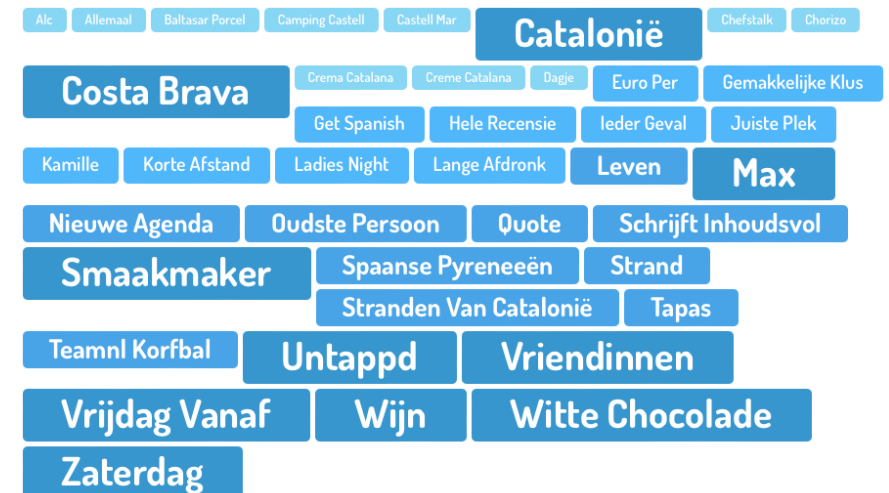 Alc Allemaal Baltasar Porcel Camping Castell Castell Mar Catalonië Chefstalk Chorizo
Costa Brava Crema Catalana Creme Catalana Dagje Euro Per Gemakkelijke Klus
Get Spanish Hele Recensie Ieder Geval Juiste Plek
Kamille Korte Afstand Ladies Night Lange Afdronk Leven Max
Nieuwe Agenda Oudste Persoon Quote Schrijft Inhoudsvol
Smaakmaker Spaanse Pyreneeën Strand
Stranden Van Catalonië Tapas
Teamnl Korfbal Untappd Vriendinnen
Vrijdag Vanaf Wijn Witte Chocolade
Zaterdag